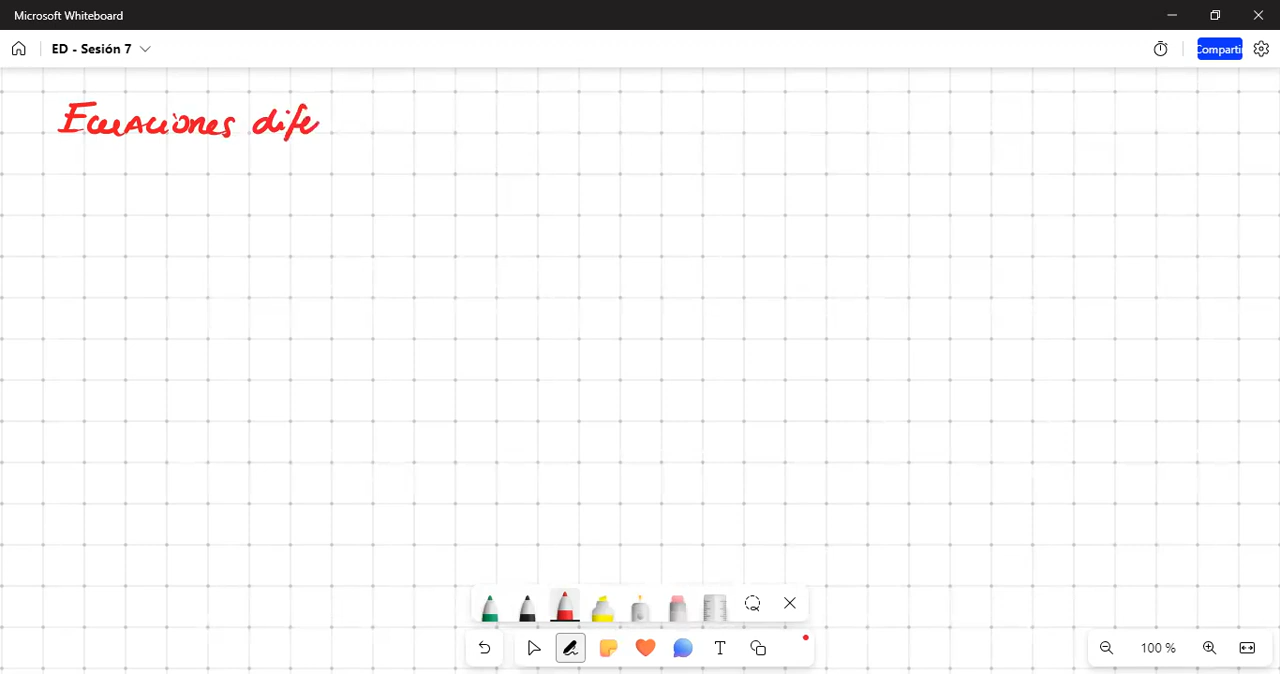 Microsoft Whiteboard
ED - Sesión 7
Comparti
Ecuaciones dife
T
100 %